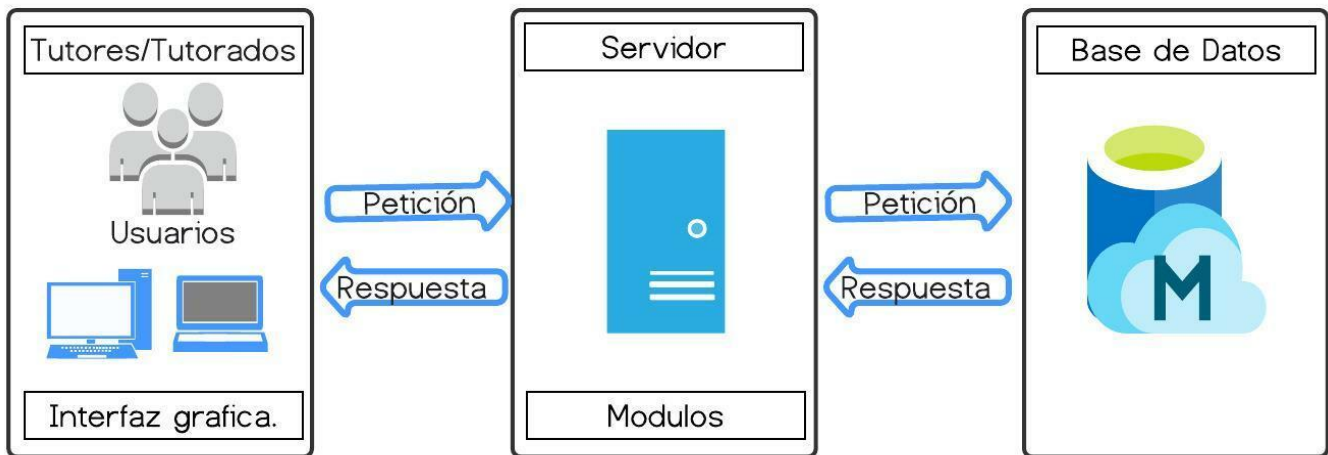 Tutores/Tutorados
Usuarios
Interfaz grafica.
Petición
Respuesta
Servidor
Modulos
Petición
Respuesta
Base de Datos
M